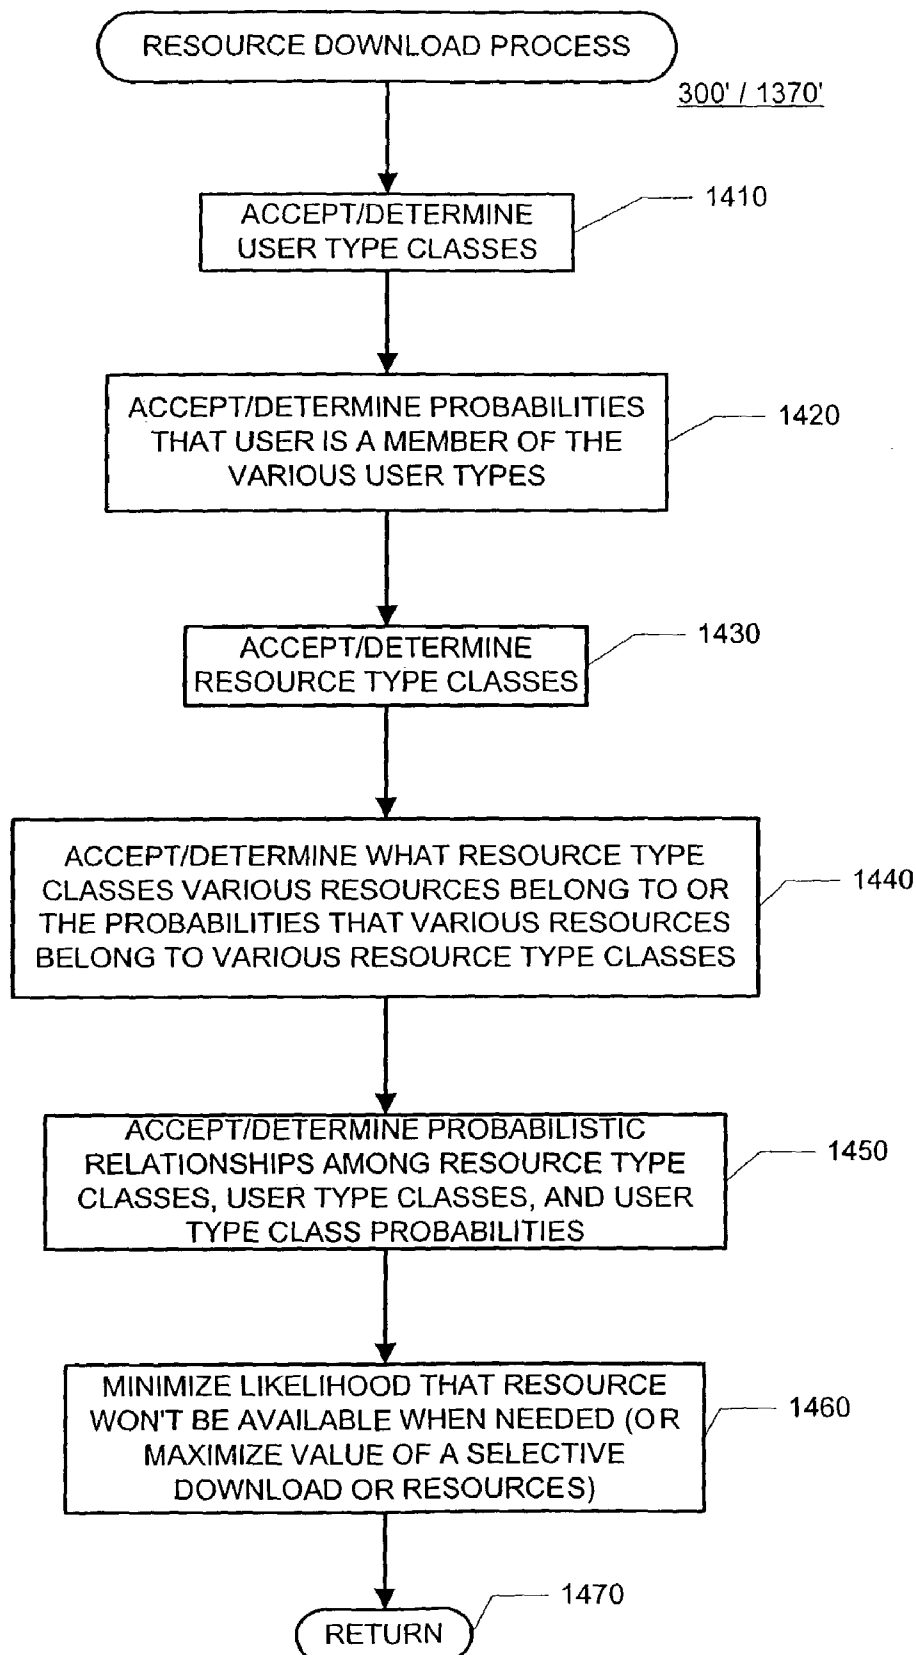 RESOURCE DOWNLOAD PROCESS
300' / 1370'
ACCEPT/DETERMINE
USER TYPE CLASSES
1410
ACCEPT/DETERMINE PROBABILITIES
THAT USER IS A MEMBER OF THE
VARIOUS USER TYPES
1420
ACCEPT/DETERMINE
RESOURCE TYPE CLASSES
1430
ACCEPT/DETERMINE WHAT RESOURCE TYPE
CLASSES VARIOUS RESOURCES BELONG TO OR
THE PROBABILITIES THAT VARIOUS RESOURCES
BELONG TO VARIOUS RESOURCE TYPE CLASSES
1440
ACCEPT/DETERMINE PROBABILISTIC
RELATIONSHIPS AMONG RESOURCE TYPE
CLASSES, USER TYPE CLASSES, AND USER
TYPE CLASS PROBABILITIES
1450
MINIMIZE LIKELIHOOD THAT RESOURCE
WON'T BE AVAILABLE WHEN NEEDED (OR
MAXIMIZE VALUE OF A SELECTIVE
DOWNLOAD OR RESOURCES)
1460
RETURN
1470